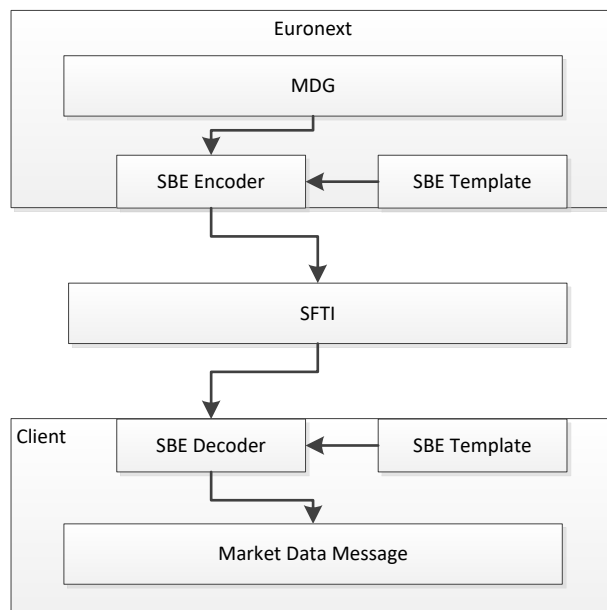 Euronext
MDG
SBE Encoder
SBE Template
SFTI
Client
SBE Decoder
SBE Template
Market Data Message